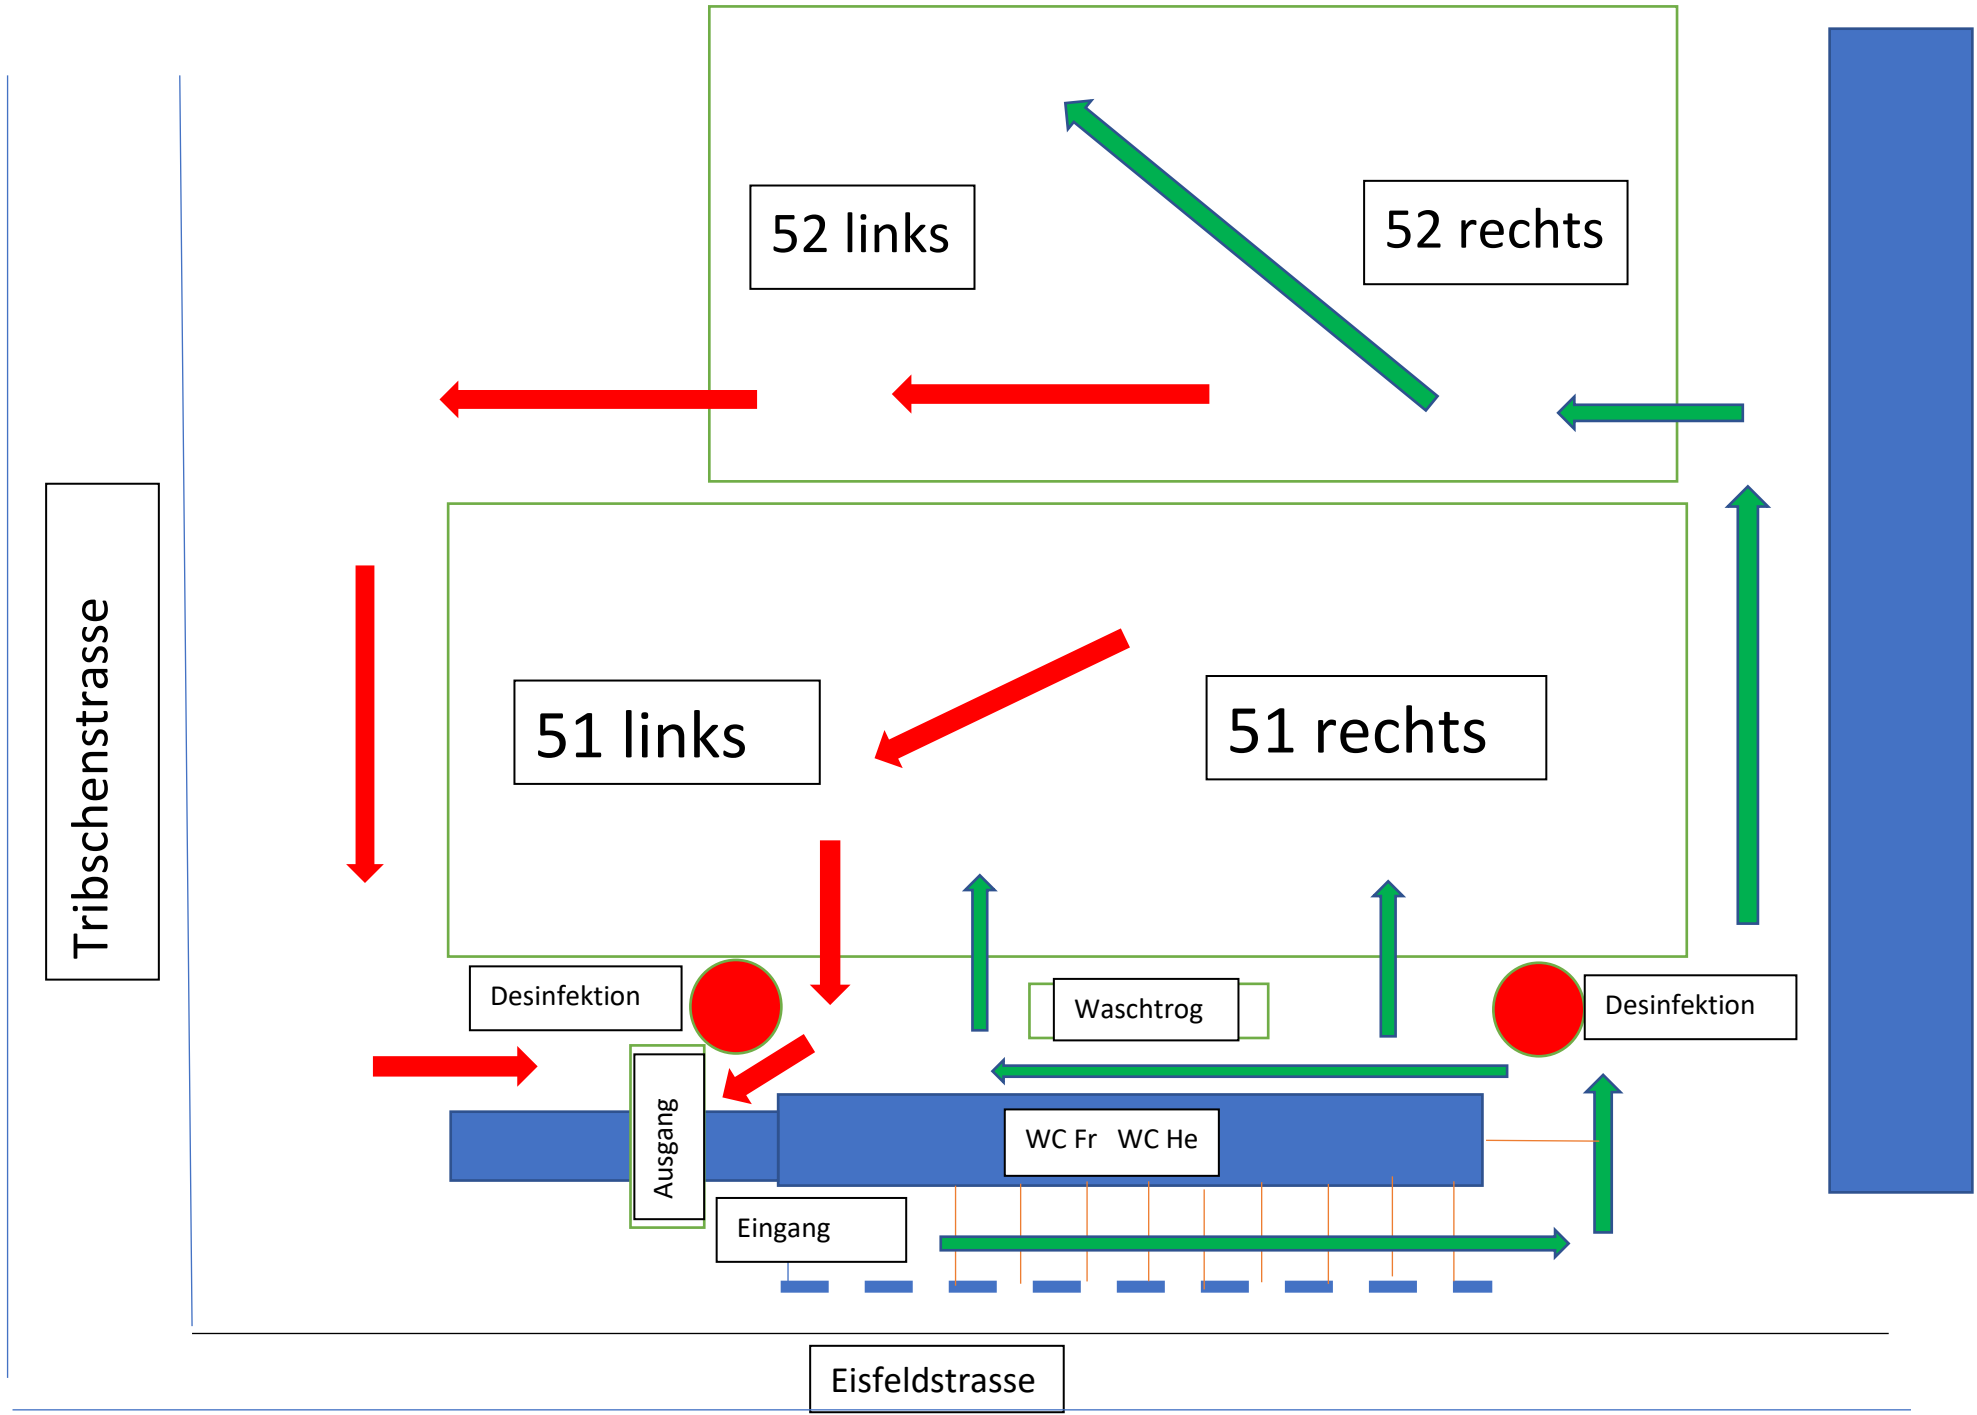 52 links
52 rechts
Tribschenstrasse
51 links
51 rechts
Desinfektion
Waschtrog
Desinfektion
Ausgang
WC Fr   WC He
Eingang
Eisfeldstrasse